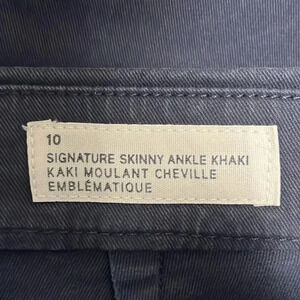 10
SIGNATURE SKINNY ANKLE KHAKI
KAKI MOULANT CHEVILLE
EMBLÉMATIQUE